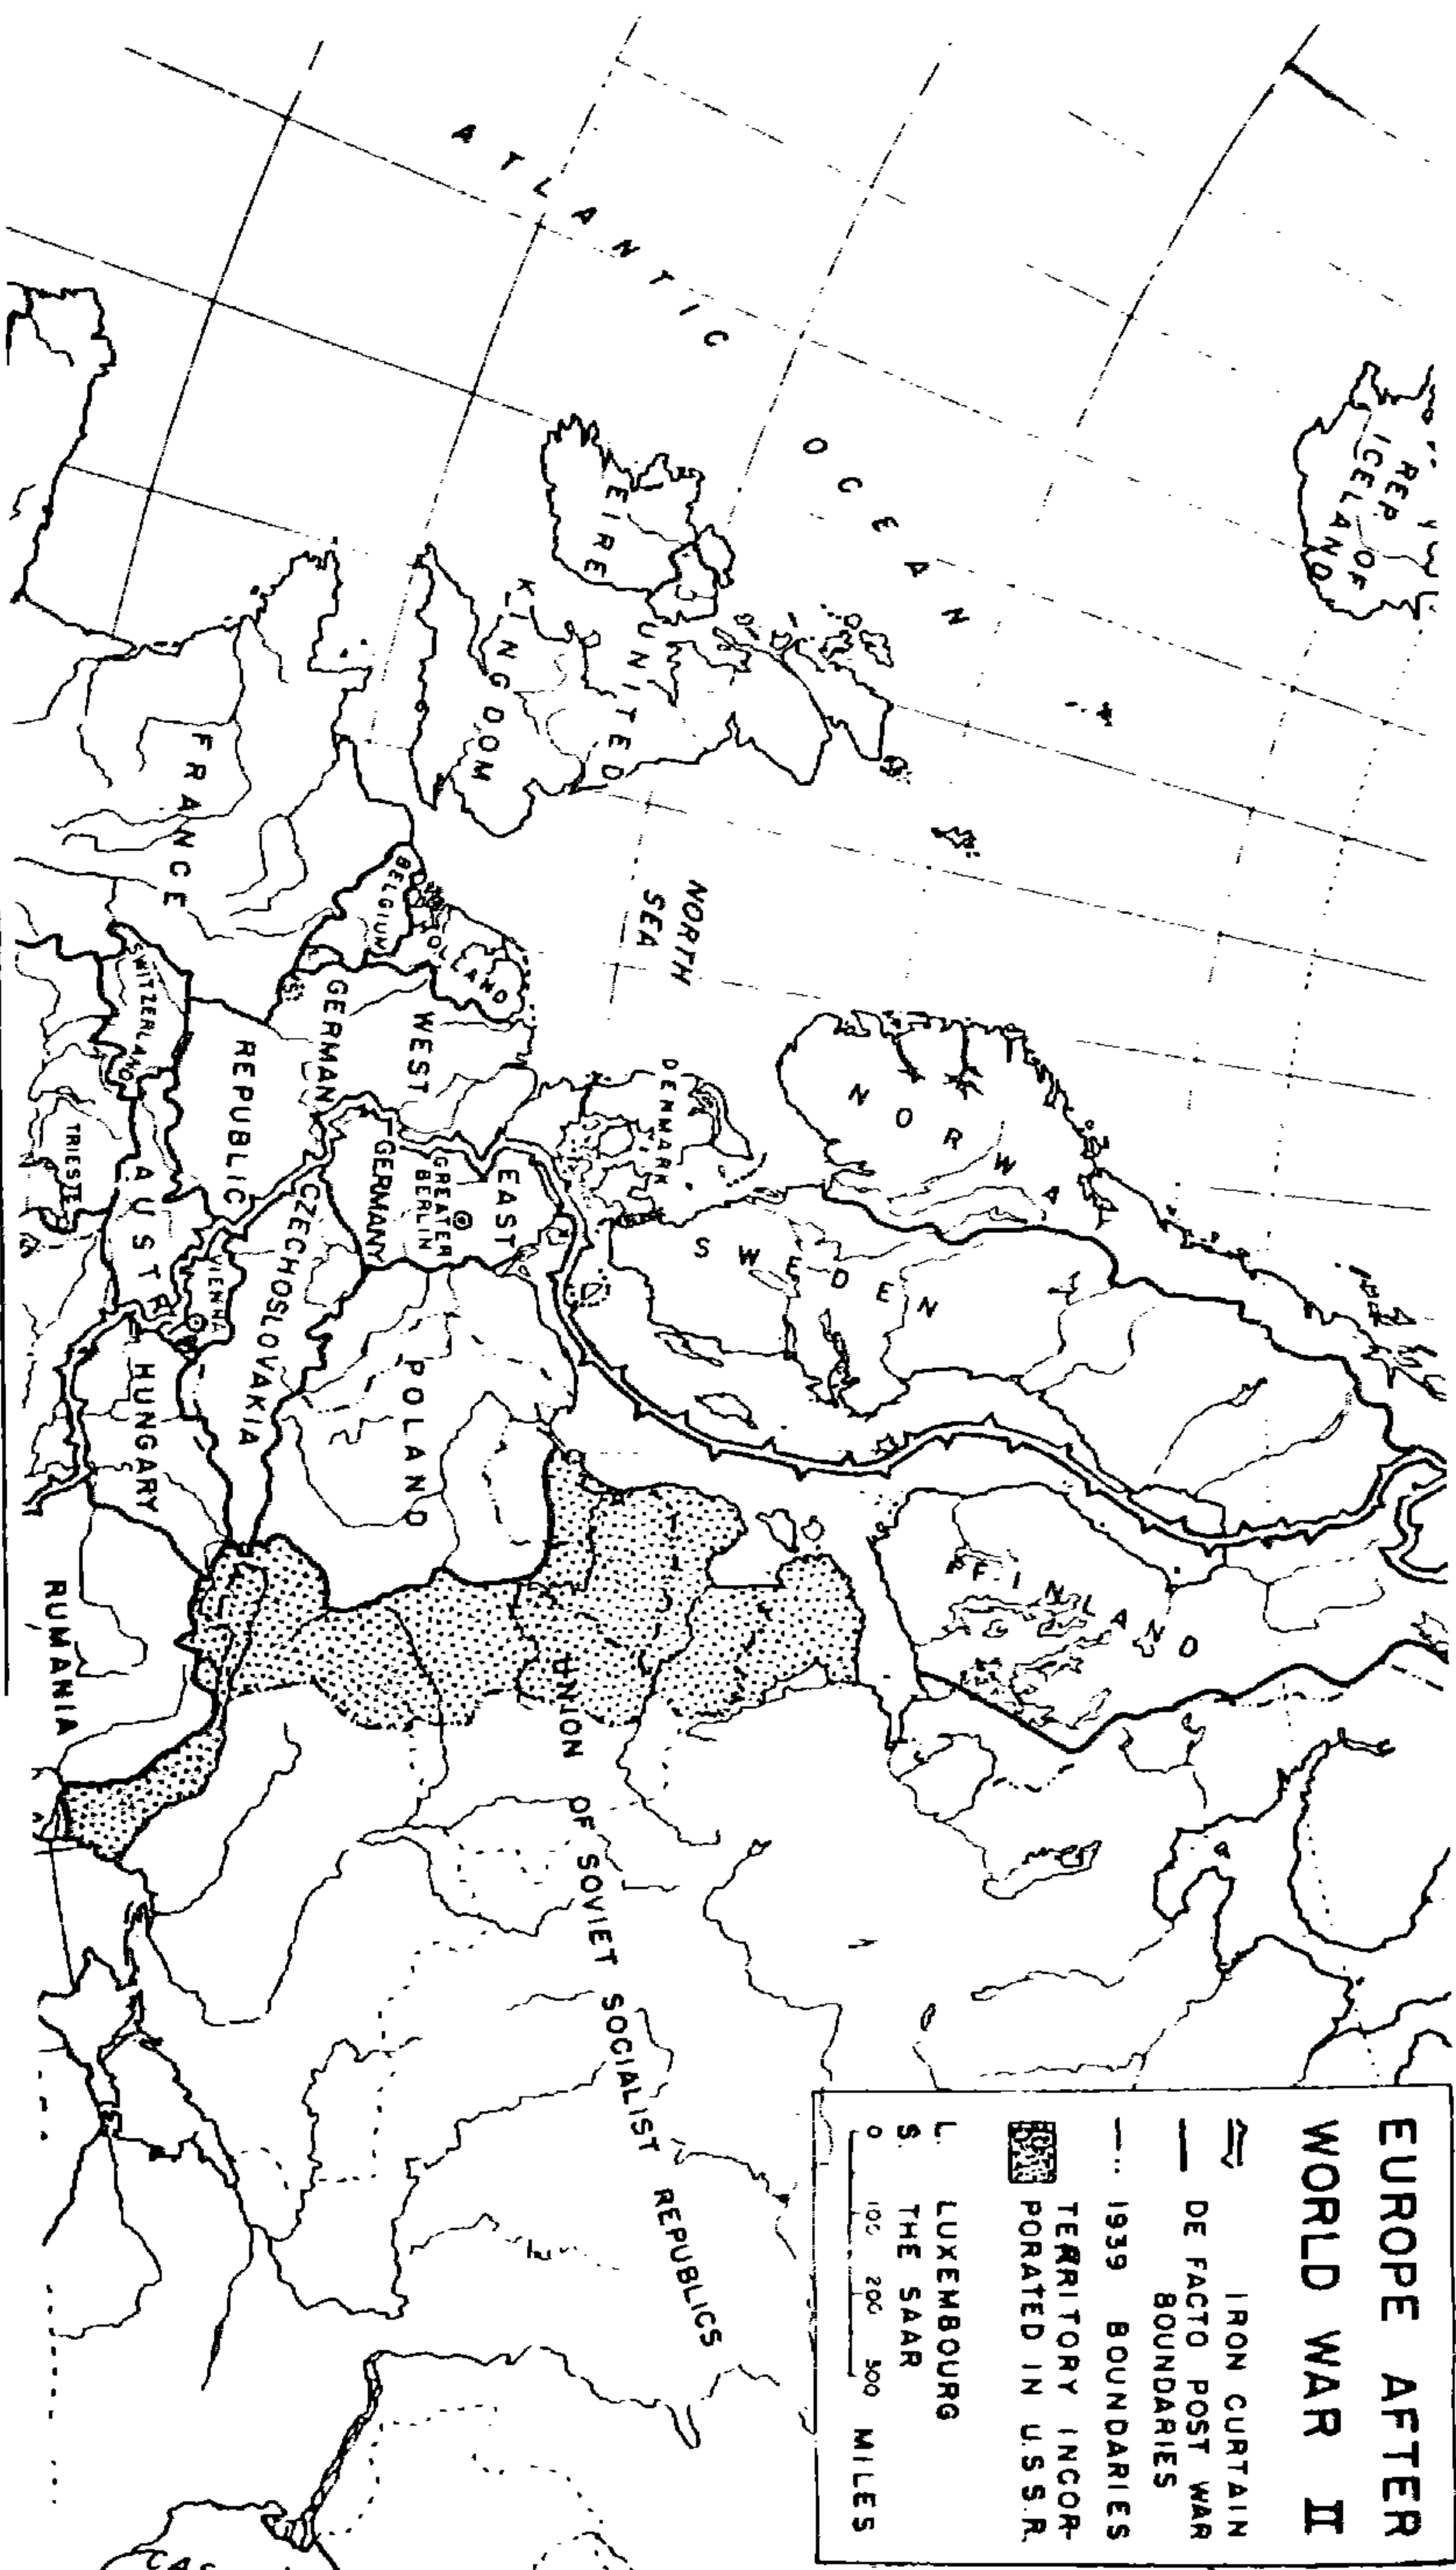 EUROPE AFTER
WORLD WAR II
IRON CURTAIN
DE FACTO POST WAR
BOUNDARIES
1939 BOUNDARIES
TERRITORY INCOR-
PORATED IN U.S.S.R.
L. LUXEMBOURG
S. THE SAAR
0 100 200 300 MILES
REP OF
ICELAND
ATLANTIC OCEAN
NORTH
SEA
NORWA
SWEDEN
FINLAND
EIRE
UNITED
KINGDOM
DENMARK
HOLLAND
BELGIUM
S
WEST
GERMAN
REPUBLIC
EAST
GERMANY
GREATER
BERLIN
POLAND
UNION OF SOVIET SOCIALIST REPUBLICS
FRANCE
CZECHOSLOVAKIA
SWITZERLAND
AUSTR
VIENNA
HUNGARY
TRIESTE
RUMANIA
CAS